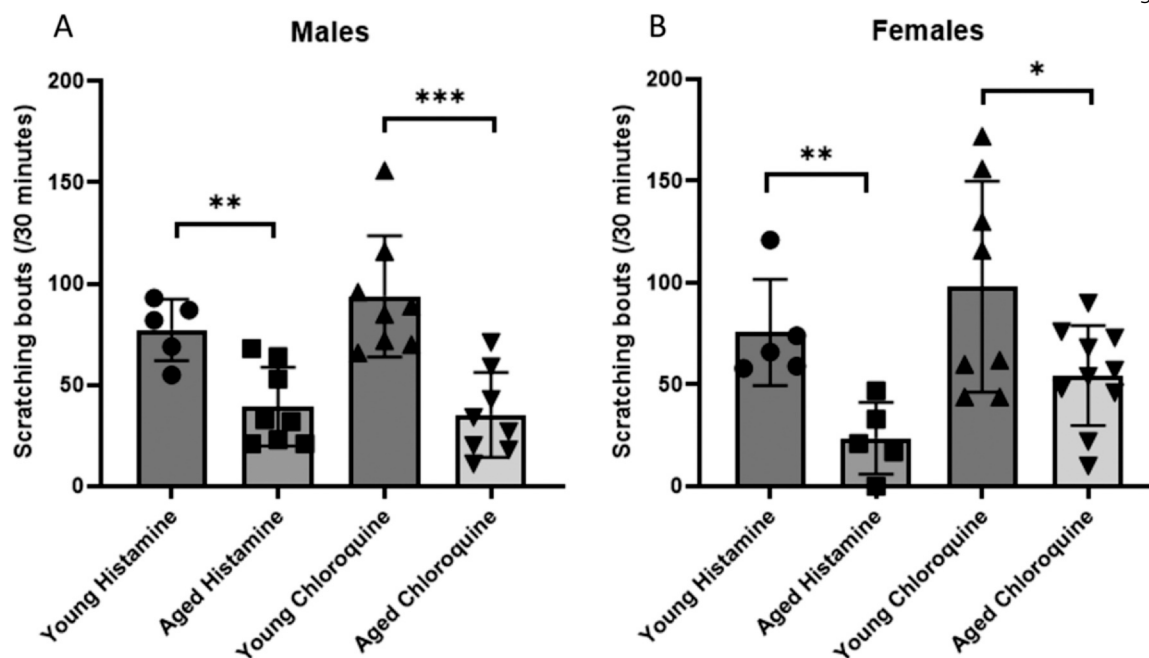 A
Males
Scratching bouts (/30 minutes)
200
150
100
50
0
**
***
Young Histamine
Aged Histamine
Young Chloroquine
Aged Chloroquine
B
Females
Scratching bouts (/30 minutes)
200
150
100
50
0
**
*
Young Histamine
Aged Histamine
Young Chloroquine
Aged Chloroquine